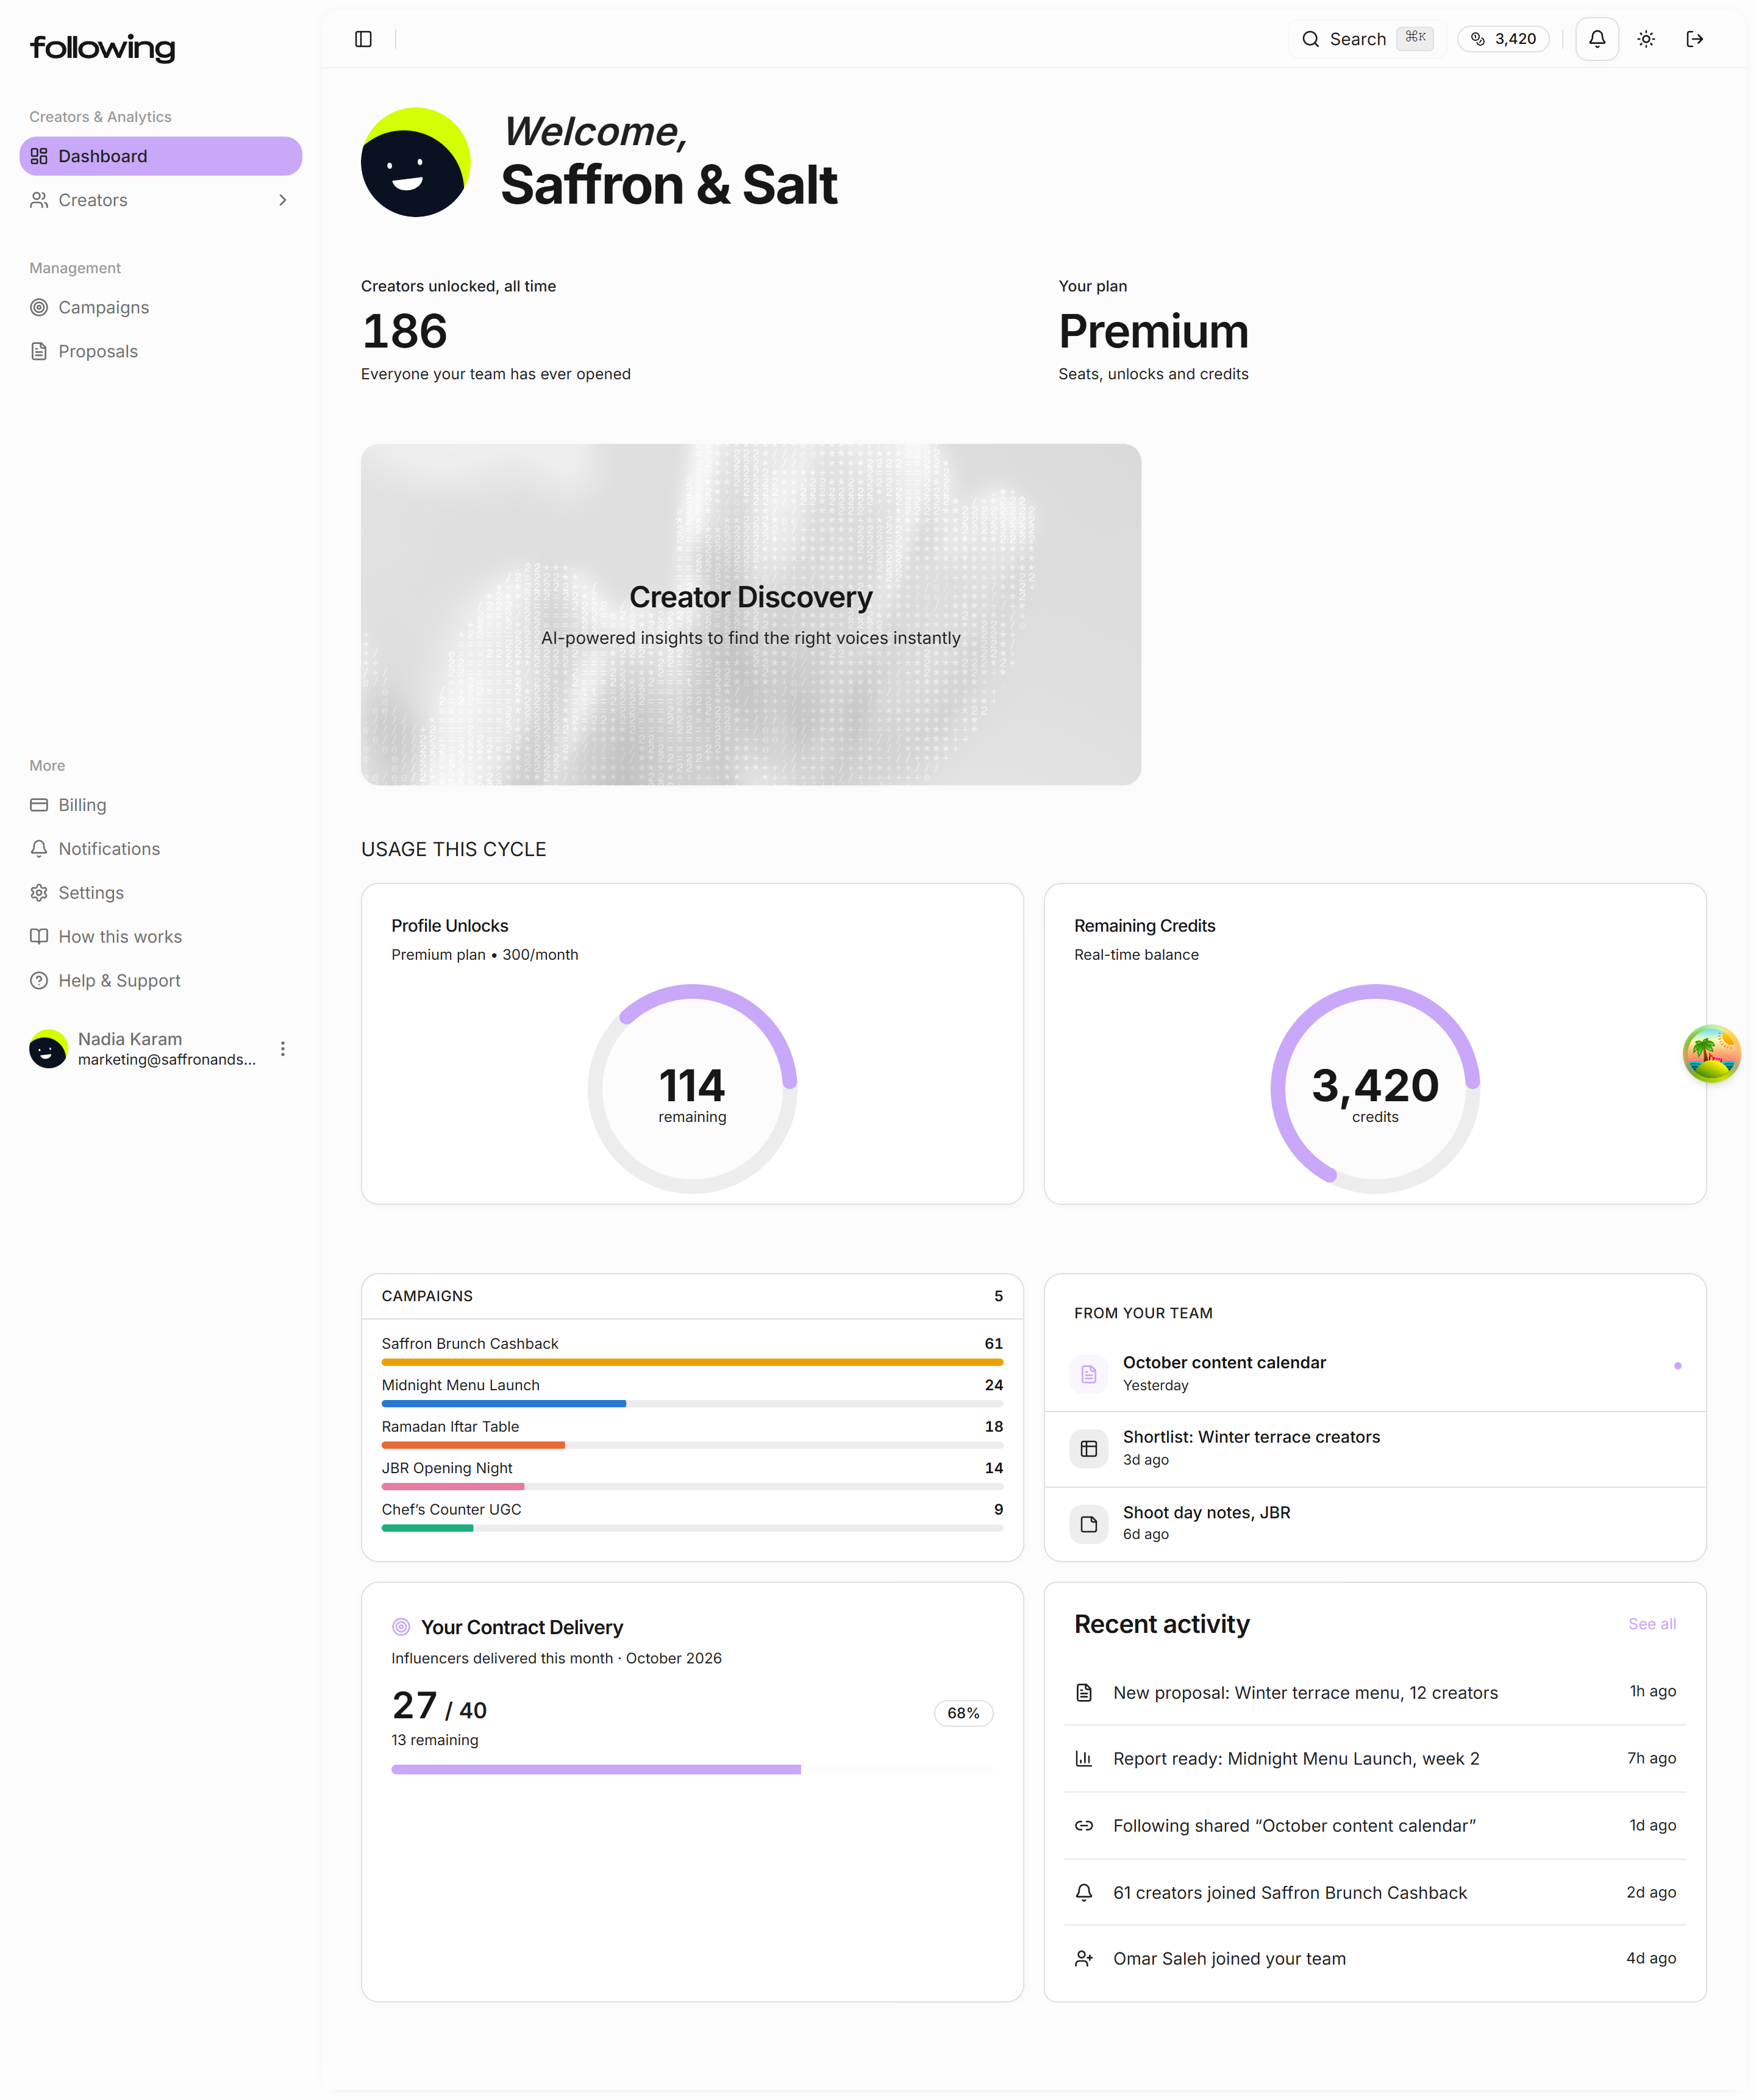 following
Creators & Analytics
Dashboard
Creators
Management
Campaigns
Proposals
More
Billing
Notifications
Settings
How this works
Help & Support
Nadia Karam
marketing@saffronands...
Search ⌘K
3,420
Welcome,
Saffron & Salt
Creators unlocked, all time
186
Everyone your team has ever opened
Your plan
Premium
Seats, unlocks and credits
Creator Discovery
AI-powered insights to find the right voices instantly
USAGE THIS CYCLE
Profile Unlocks
Premium plan • 300/month
114
remaining
Remaining Credits
Real-time balance
3,420
credits
CAMPAIGNS 5
Saffron Brunch Cashback 61
Midnight Menu Launch 24
Ramadan Iftar Table 18
JBR Opening Night 14
Chef’s Counter UGC 9
FROM YOUR TEAM
October content calendar
Yesterday
Shortlist: Winter terrace creators
3d ago
Shoot day notes, JBR
6d ago
Your Contract Delivery
Influencers delivered this month · October 2026
27 / 40
68%
13 remaining
Recent activity
See all
New proposal: Winter terrace menu, 12 creators 1h ago
Report ready: Midnight Menu Launch, week 2 7h ago
Following shared “October content calendar” 1d ago
61 creators joined Saffron Brunch Cashback 2d ago
Omar Saleh joined your team 4d ago